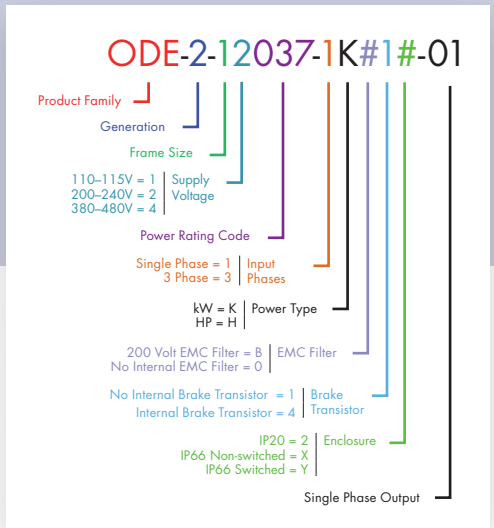 ODE-2-12037-1K#1#-01
Product Family
Generation
Frame Size
110–115V = 1 Supply
200–240V = 2 Voltage
380–480V = 4
Power Rating Code
Single Phase = 1 Input
3 Phase = 3 Phases
kW = K Power Type
HP = H
200 Volt EMC Filter = B EMC Filter
No Internal EMC Filter = 0
No Internal Brake Transistor = 1 Brake
Internal Brake Transistor = 4 Transistor
IP20 = 2 Enclosure
IP66 Non-switched = X
IP66 Switched = Y
Single Phase Output